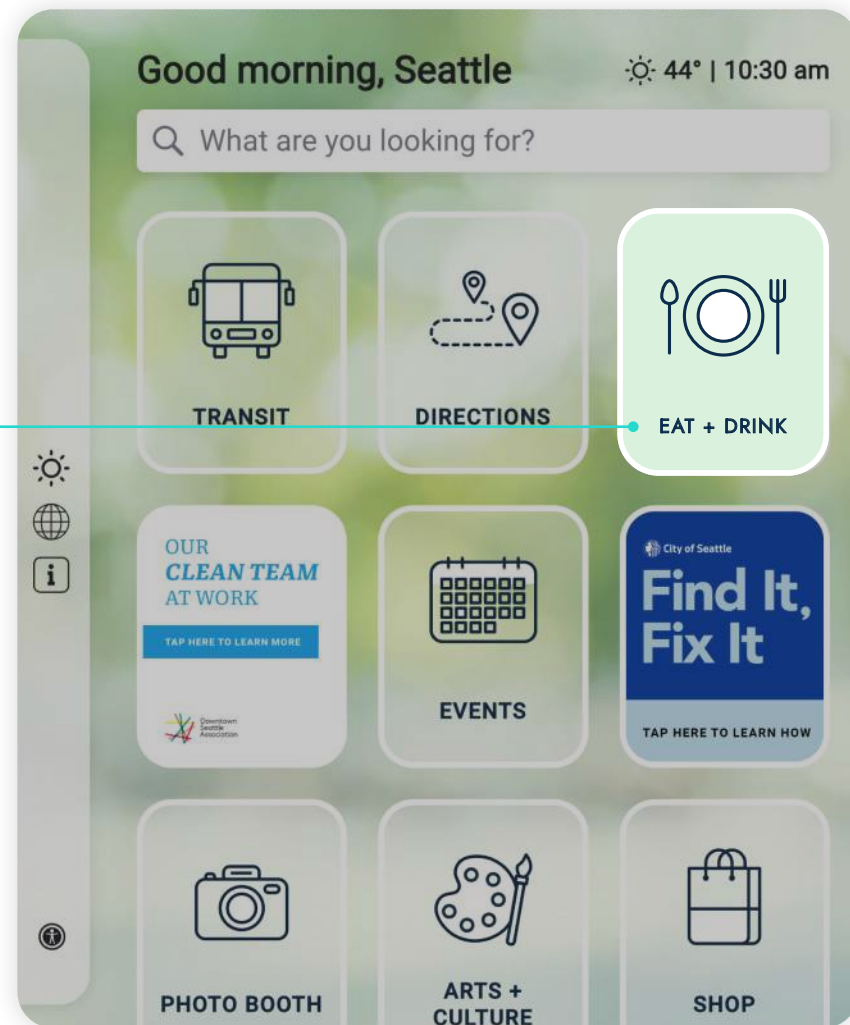 Good morning, Seattle
44° | 10:30 am
What are you looking for?
TRANSIT
DIRECTIONS
EAT + DRINK
OUR
CLEAN TEAM
AT WORK
TAP HERE TO LEARN MORE
Downtown
Seattle
Association
EVENTS
City of Seattle
Find It,
Fix It
TAP HERE TO LEARN HOW
PHOTO BOOTH
ARTS +
CULTURE
SHOP